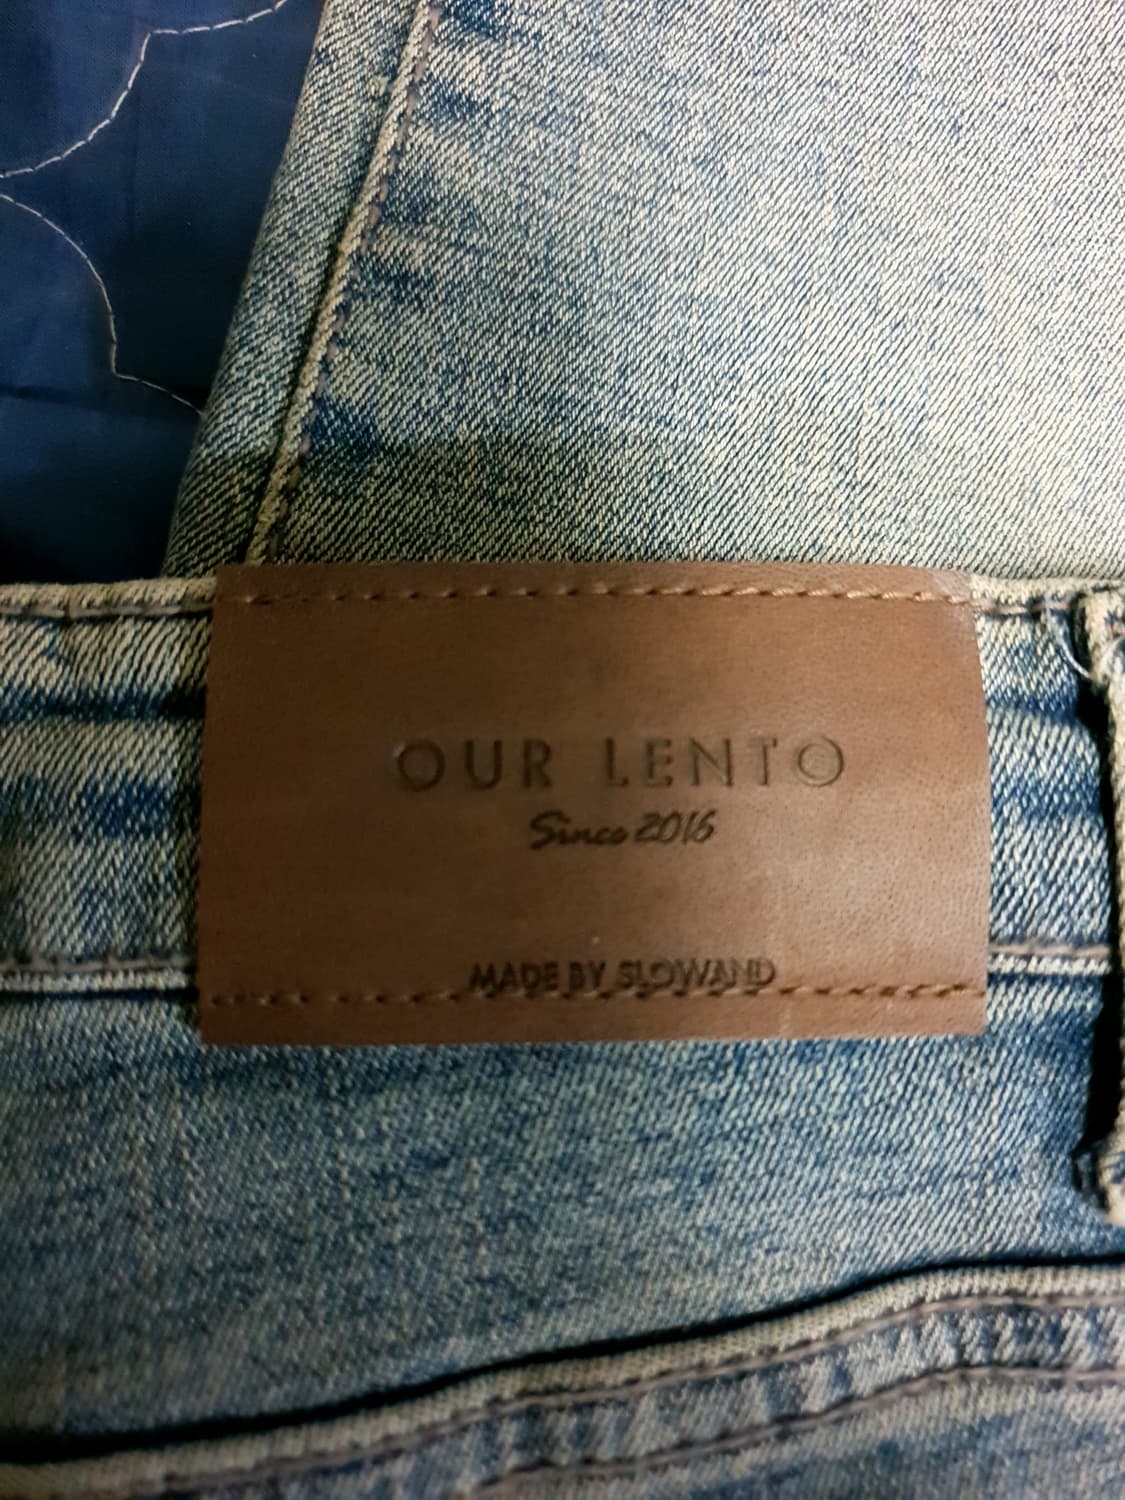 OUR LENTO
Since 2016
MADE BY SLOWAND